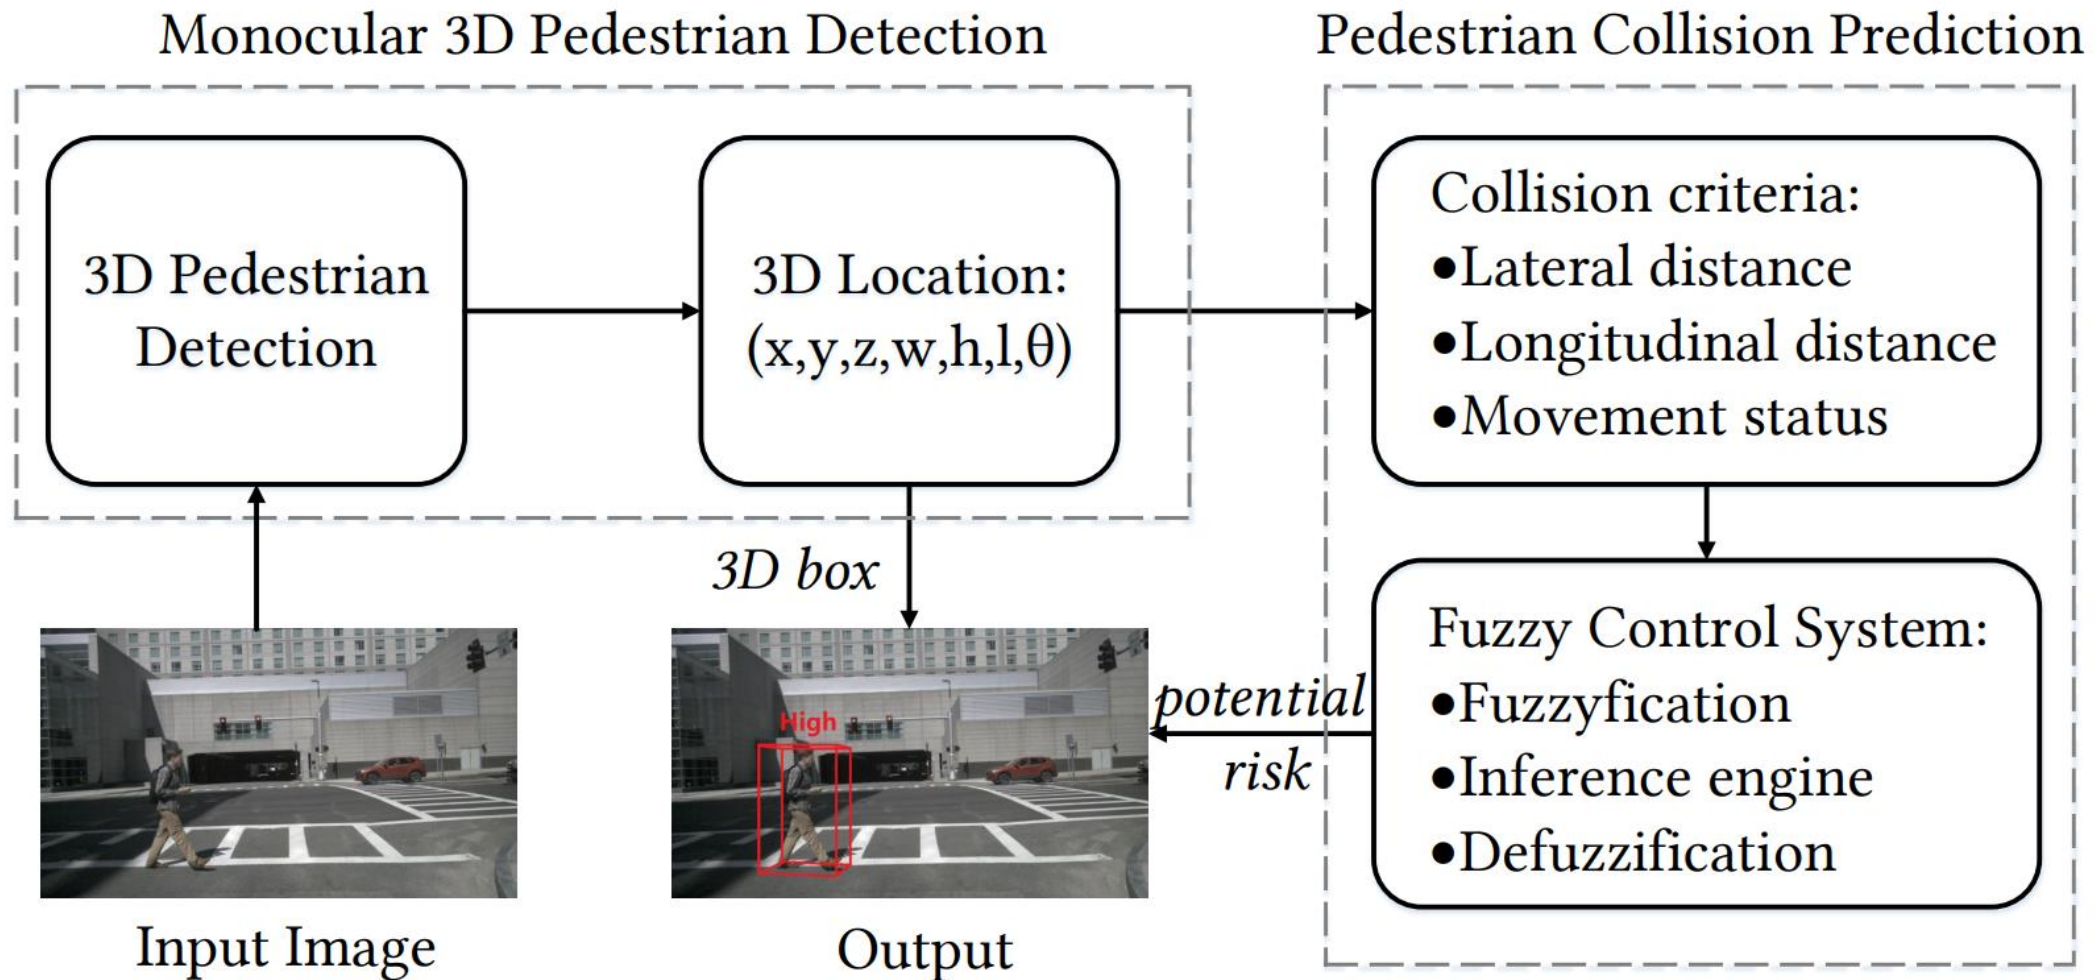 Monocular 3D Pedestrian Detection
Pedestrian Collision Prediction
3D Pedestrian
Detection
3D Location:
(x,y,z,w,h,l,θ)
Collision criteria:
●Lateral distance
●Longitudinal distance
●Movement status
3D box
Fuzzy Control System:
●Fuzzyfication
●Inference engine
●Defuzzification
potential
risk
High
Input Image
Output